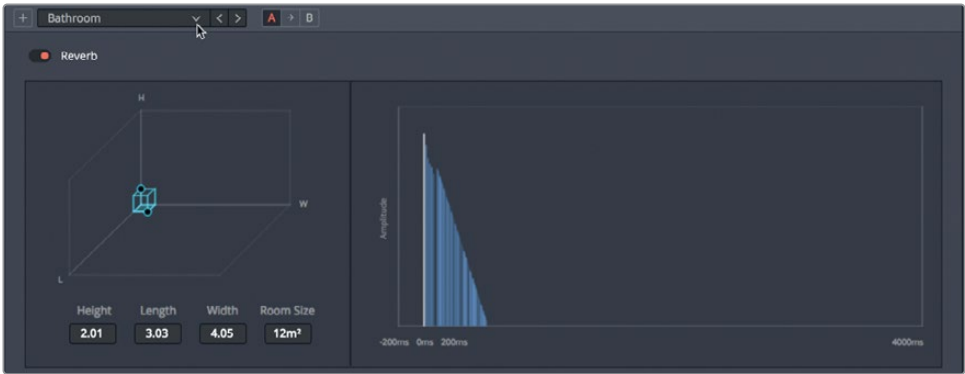 + Bathroom < > A B
Reverb
H
W
L
Height Length Width Room Size
2.01 3.03 4.05 12m²
Amplitude
-200ms 0ms 200ms 4000ms